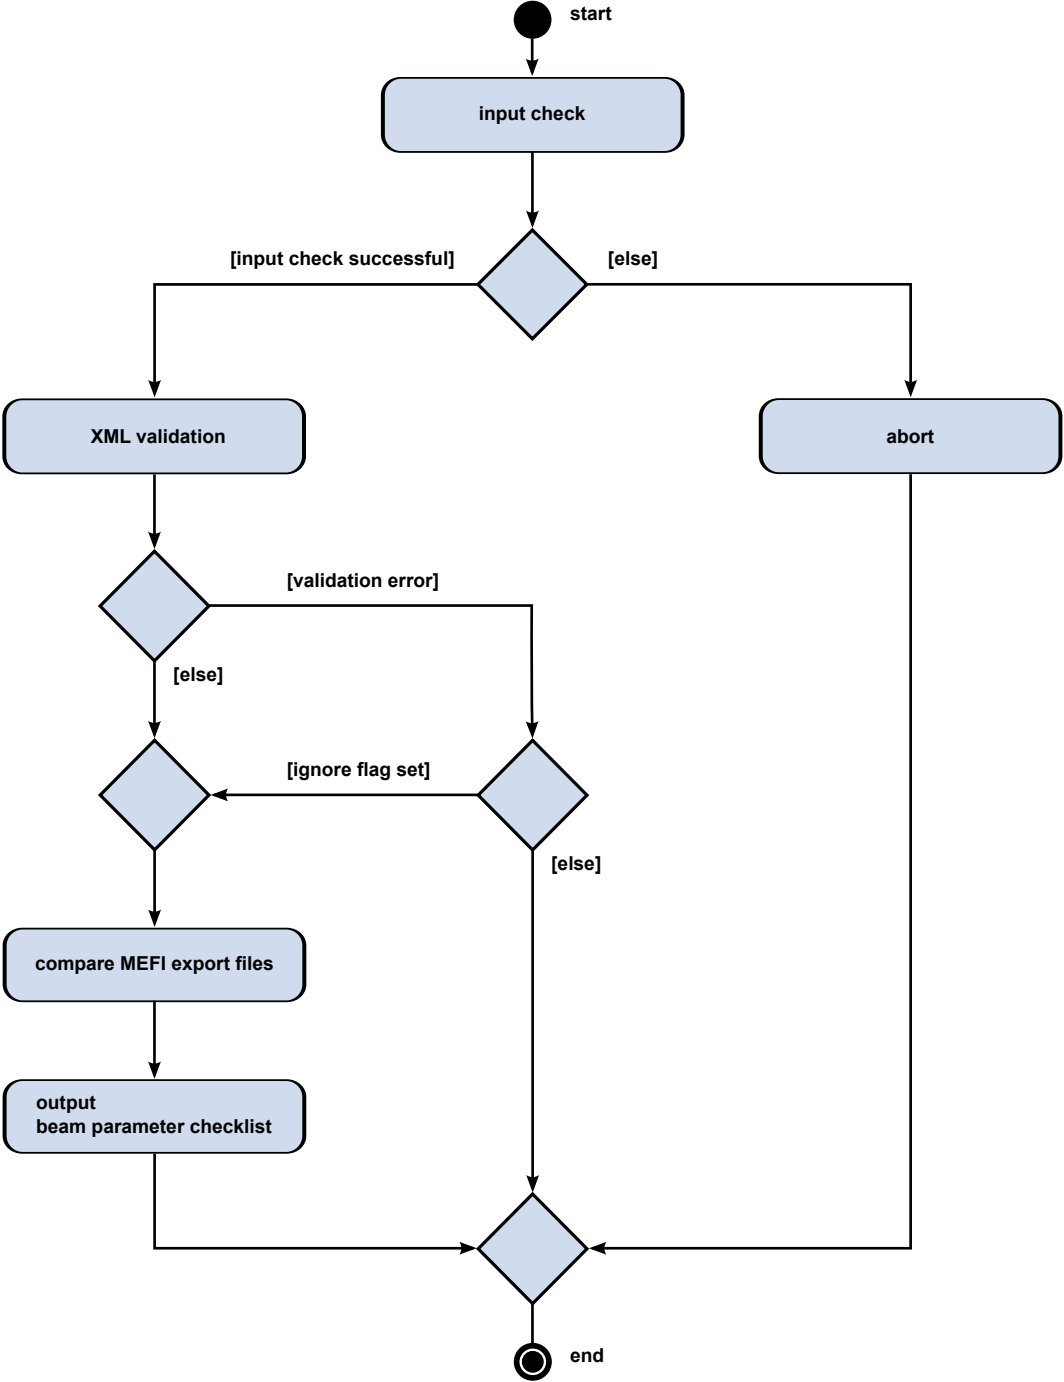 start
input check
[input check successful]
[else]
XML validation
abort
[validation error]
[else]
[ignore flag set]
[else]
compare MEFI export files
output
beam parameter checklist
end